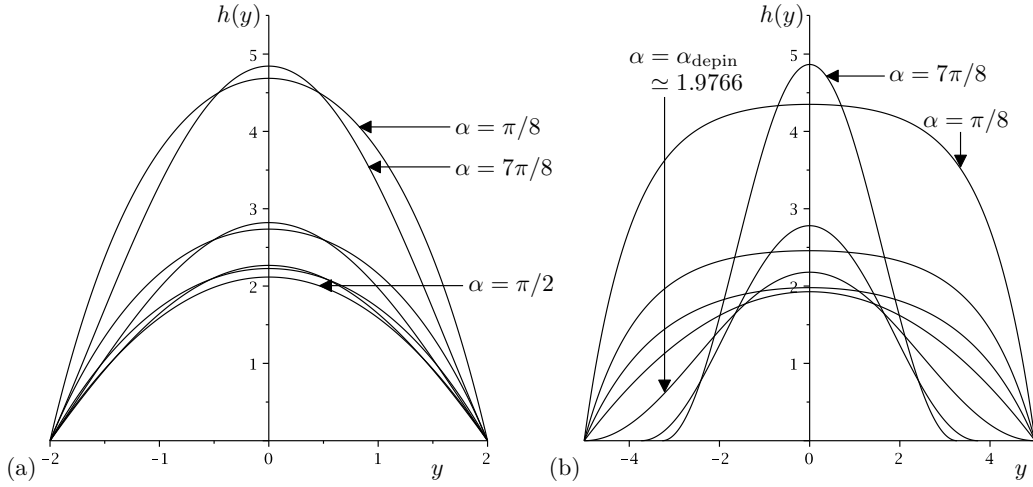 h(y)
5
4
3
2
1
-2
-1
0
1
2
y
α = π/8
α = 7π/8
α = π/2
(a)
h(y)
5
4
3
2
1
-4
-2
0
2
4
y
α = α_depin
≃ 1.9766
α = 7π/8
α = π/8
(b)